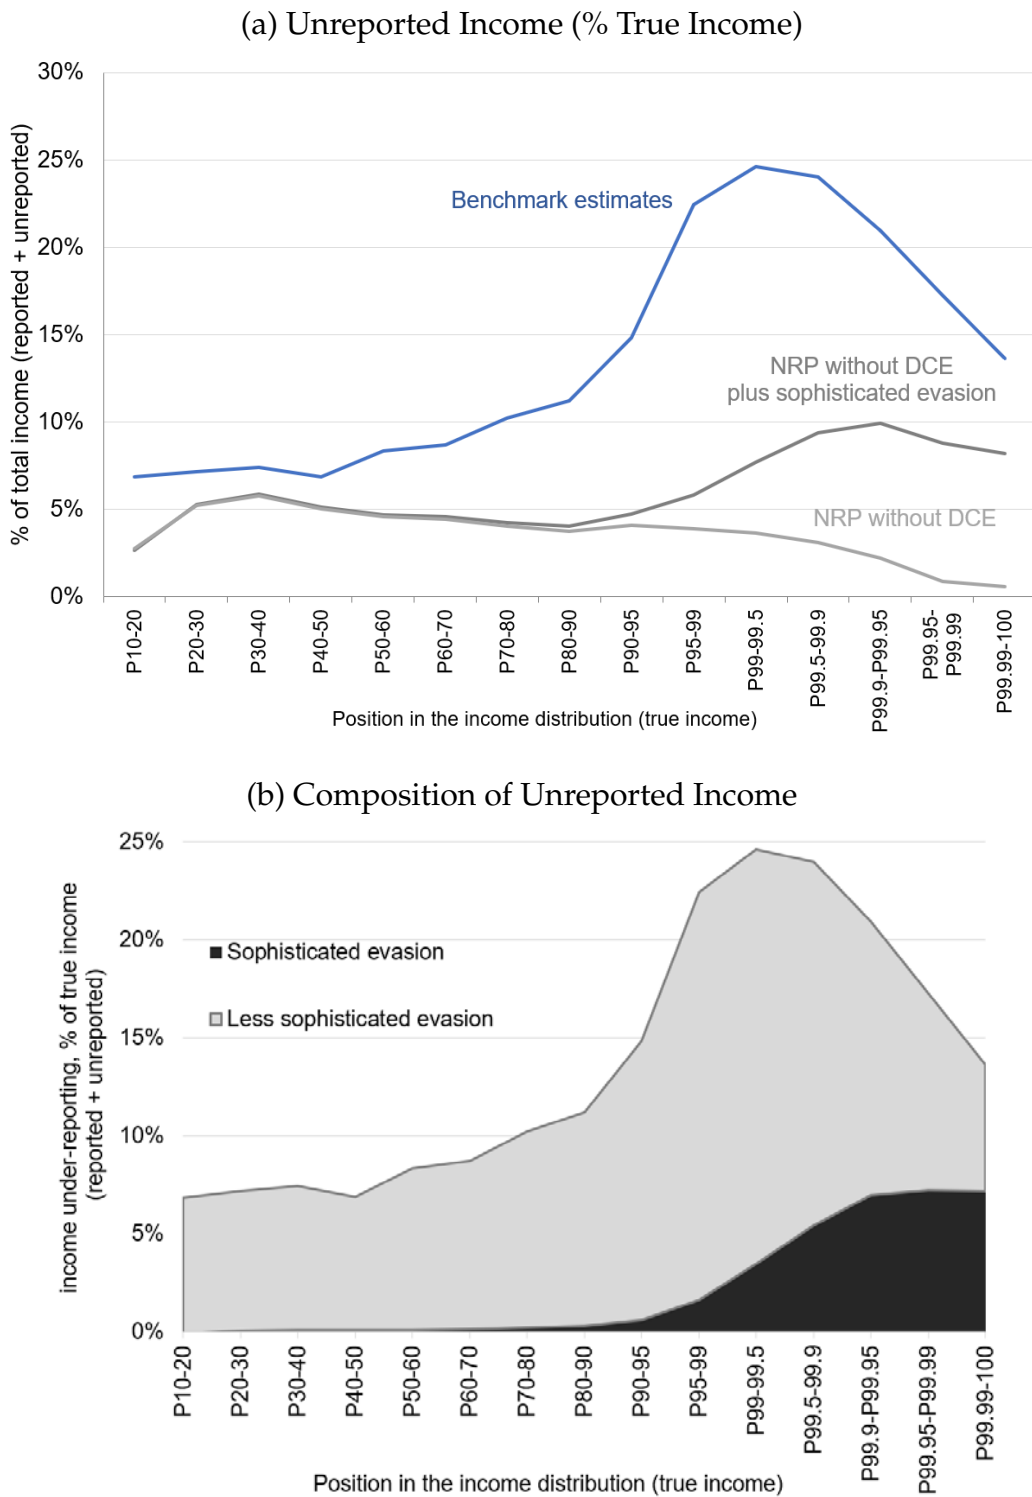 (a) Unreported Income (% True Income)
% of total income (reported + unreported)
30%
25%
20%
15%
10%
5%
0%
Benchmark estimates
NRP without DCE
plus sophisticated evasion
NRP without DCE
P10-20
P20-30
P30-40
P40-50
P50-60
P60-70
P70-80
P80-90
P90-95
P95-99
P99-99.5
P99.5-99.9
P99.9-P99.95
P99.95-
P99.99
P99.99-100
Position in the income distribution (true income)
(b) Composition of Unreported Income
income under-reporting, % of true income
(reported + unreported)
25%
20%
15%
10%
5%
0%
Sophisticated evasion
Less sophisticated evasion
P10-20
P20-30
P30-40
P40-50
P50-60
P60-70
P70-80
P80-90
P90-95
P95-99
P99-99.5
P99.5-99.9
P99.9-P99.95
P99.95-P99.99
P99.99-100
Position in the income distribution (true income)